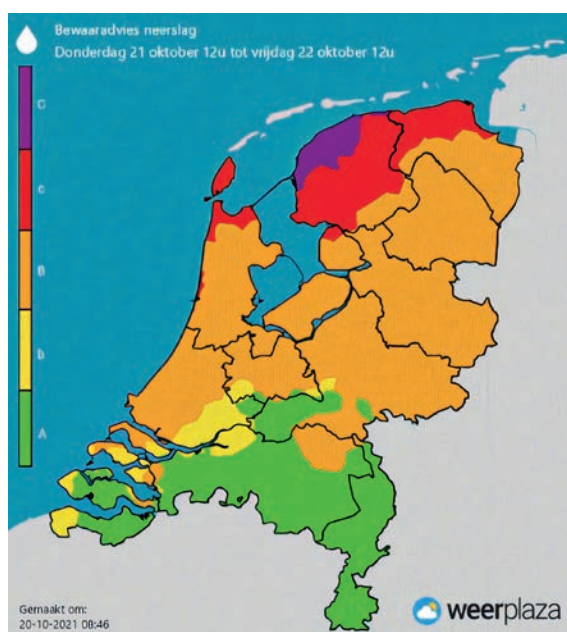 Bewaaradvies neerslag
Donderdag 21 oktober 12u tot vrijdag 22 oktober 12u
G
c
B
b
A
Gemaakt om:
20-10-2021 08:46
weerplaza